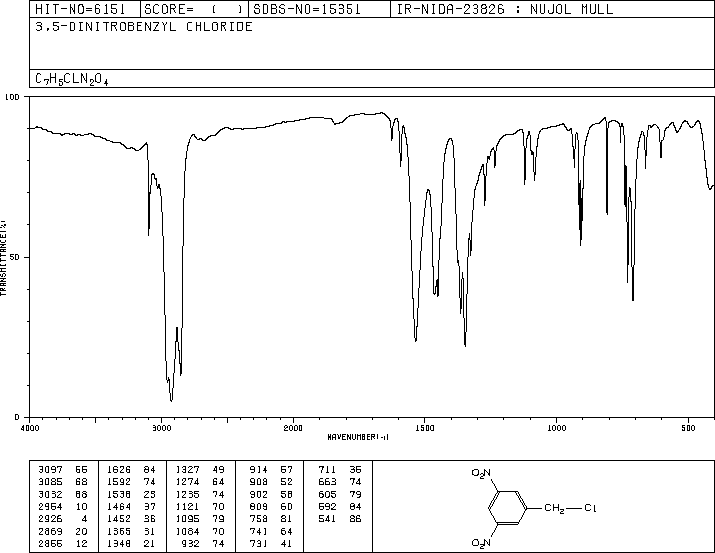 HIT-NO=6151 SCORE= ( ) SDBS-NO=15351 IR-NIDA-23826 : NUJOL MULL
3,5-DINITROBENZYL CHLORIDE
C7H5CLN2O4
100
50
0
TRANSMITTANCE(%)
4000 3000 2000 1500 1000 500
WAVENUMBER(-1)
3097 55 1626 84 1327 49 914 57 711 35
3085 68 1592 74 1274 64 908 52 663 74
3032 68 1538 23 1235 74 902 58 605 79
2954 10 1464 37 1121 70 809 60 592 84
2926 4 1452 36 1095 79 758 81 541 86
2869 20 1365 31 1084 70 741 64
2855 12 1348 21 932 74 731 41
O2N
CH2
Cl
O2N